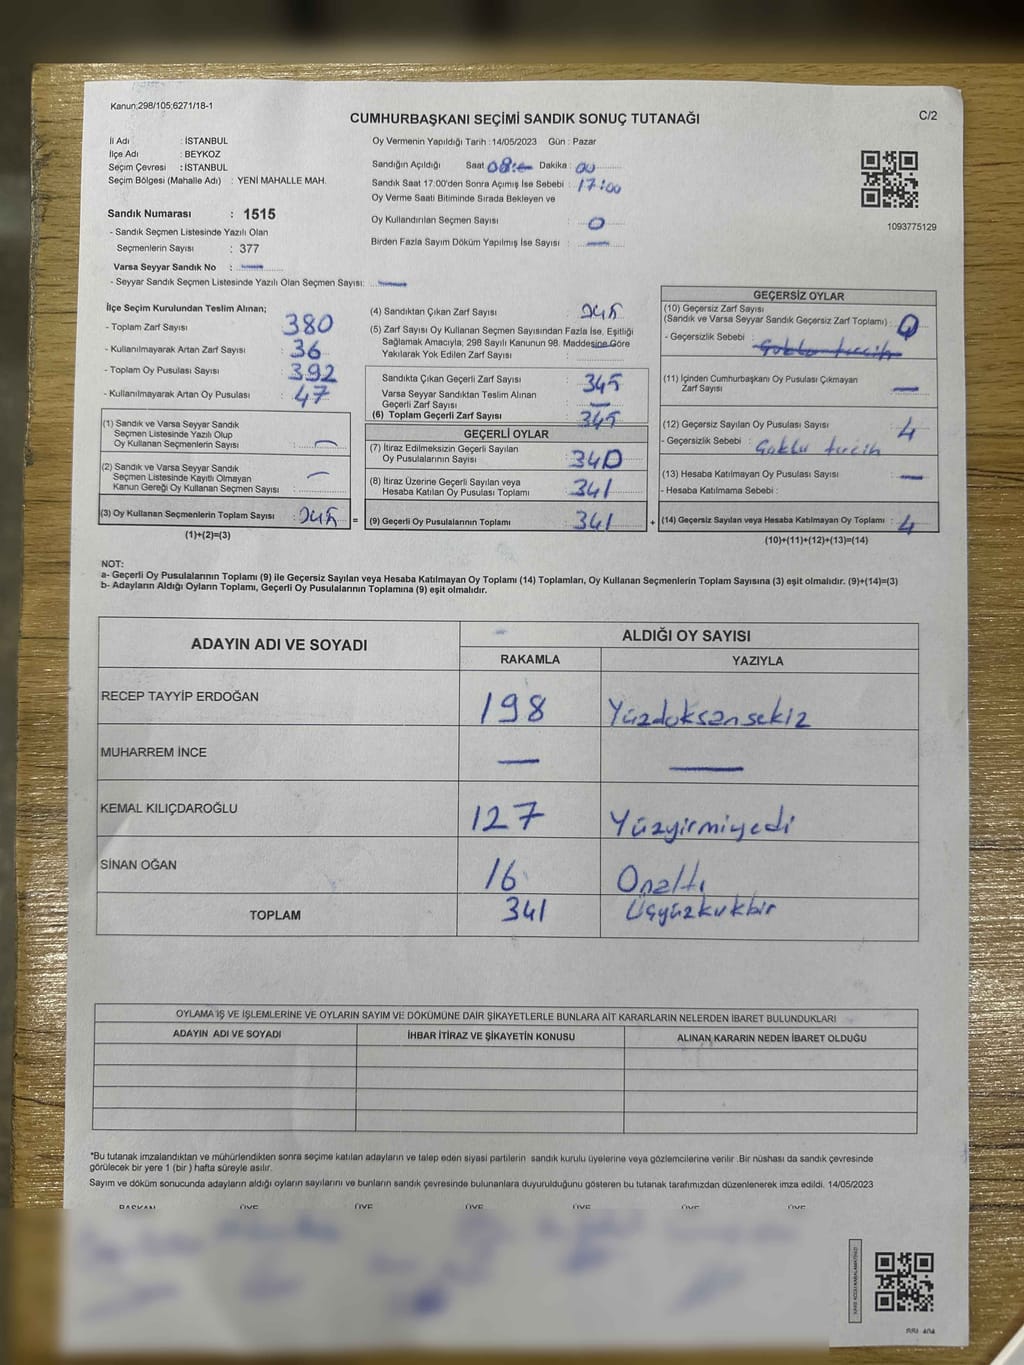 Kanun:298/105;6271/18-1
C/2
CUMHURBAŞKANI SEÇİMİ SANDIK SONUÇ TUTANAĞI
İl Adı : İSTANBUL
İlçe Adı : BEYKOZ
Seçim Çevresi : İSTANBUL
Seçim Bölgesi (Mahalle Adı) : YENİ MAHALLE MAH.
Sandık Numarası : 1515
- Sandık Seçmen Listesinde Yazılı Olan
Seçmenlerin Sayısı : 377
Varsa Seyyar Sandık No : —
- Seyyar Sandık Seçmen Listesinde Yazılı Olan Seçmen Sayısı: —
Oy Vermenin Yapıldığı Tarih : 14/05/2023 Gün : Pazar
Sandığın Açıldığı Saat : 08:00 Dakika : 00
Sandık Saat 17:00'den Sonra Açılmış İse Sebebi : 17:00
Oy Verme Saati Bitiminde Sırada Bekleyen ve
Oy Kullandırılan Seçmen Sayısı : 0
Birden Fazla Sayım Döküm Yapılmış İse Sayısı : —
1093775129
İlçe Seçim Kurulundan Teslim Alınan;
- Toplam Zarf Sayısı 380
- Kullanılmayarak Artan Zarf Sayısı : 36
- Toplam Oy Pusulası Sayısı : 392
- Kullanılmayarak Artan Oy Pusulası : 47
(1) Sandık ve Varsa Seyyar Sandık
Seçmen Listesinde Yazılı Olup
Oy Kullanan Seçmenlerin Sayısı : —
(2) Sandık ve Varsa Seyyar Sandık
Seçmen Listesinde Kayıtlı Olmayan
Kanun Gereği Oy Kullanan Seçmen Sayısı : —
(3) Oy Kullanan Seçmenlerin Toplam Sayısı : 345 =
(1)+(2)=(3)
(4) Sandıktan Çıkan Zarf Sayısı : 345
(5) Zarf Sayısı Oy Kullanan Seçmen Sayısından Fazla İse, Eşitliği
Sağlamak Amacıyla, 298 Sayılı Kanunun 98. Maddesine Göre
Yakılarak Yok Edilen Zarf Sayısı :
Sandıkta Çıkan Geçerli Zarf Sayısı : 345
Varsa Seyyar Sandıktan Teslim Alınan
Geçerli Zarf Sayısı : —
(6) Toplam Geçerli Zarf Sayısı : 345
GEÇERLİ OYLAR
(7) İtiraz Edilmeksizin Geçerli Sayılan
Oy Pusulalarının Sayısı : 340
(8) İtiraz Üzerine Geçerli Sayılan veya
Hesaba Katılan Oy Pusulası Toplamı : 341
(9) Geçerli Oy Pusulalarının Toplamı : 341 +
GEÇERSİZ OYLAR
(10) Geçersiz Zarf Sayısı
(Sandık ve Varsa Seyyar Sandık Geçersiz Zarf Toplamı) : 0
- Geçersizlik Sebebi :
(11) İçinden Cumhurbaşkanı Oy Pusulası Çıkmayan
Zarf Sayısı : —
(12) Geçersiz Sayılan Oy Pusulası Sayısı : 4
- Geçersizlik Sebebi : Çoklu tercih
(13) Hesaba Katılmayan Oy Pusulası Sayısı : —
- Hesaba Katılmama Sebebi :
(14) Geçersiz Sayılan veya Hesaba Katılmayan Oy Toplamı : 4
(10)+(11)+(12)+(13)=(14)
NOT:
a- Geçerli Oy Pusulalarının Toplamı (9) ile Geçersiz Sayılan veya Hesaba Katılmayan Oy Toplamı (14) Toplamları, Oy Kullanan Seçmenlerin Toplam Sayısına (3) eşit olmalıdır. (9)+(14)=(3)
b- Adayların Aldığı Oyların Toplamı, Geçerli Oy Pusulalarının Toplamına (9) eşit olmalıdır.
ADAYIN ADI VE SOYADI
ALDIĞI OY SAYISI
RAKAMLA YAZIYLA
RECEP TAYYİP ERDOĞAN 198 Yüzdoksansekiz
MUHARREM İNCE — —
KEMAL KILIÇDAROĞLU 127 Yüzyirmiyedi
SİNAN OĞAN 16 Onaltı
TOPLAM 341 Üçyüzkırkbir
OYLAMA İŞ VE İŞLEMLERİNE VE OYLARIN SAYIM VE DÖKÜMÜNE DAİR ŞİKAYETLERLE BUNLARA AİT KARARLARIN NELERDEN İBARET BULUNDUKLARI
ADAYIN ADI VE SOYADI İHBAR İTİRAZ VE ŞİKAYETİN KONUSU ALINAN KARARIN NEDEN İBARET OLDUĞU
*Bu tutanak imzalandıktan ve mühürlendikten sonra seçime katılan adayların ve talep eden siyasi partilerin sandık kurulu üyelerine veya gözlemcilerine verilir .Bir nüshası da sandık çevresinde
görülecek bir yere 1 (bir ) hafta süreyle asılır.
Sayım ve döküm sonucunda adayların aldığı oyların sayılarını ve bunların sandık çevresinde bulunanlara duyurulduğunu gösteren bu tutanak tarafımızdan düzenlenerek imza edildi. 14/05/2023
BAŞKAN ÜYE ÜYE ÜYE ÜYE ÜYE ÜYE